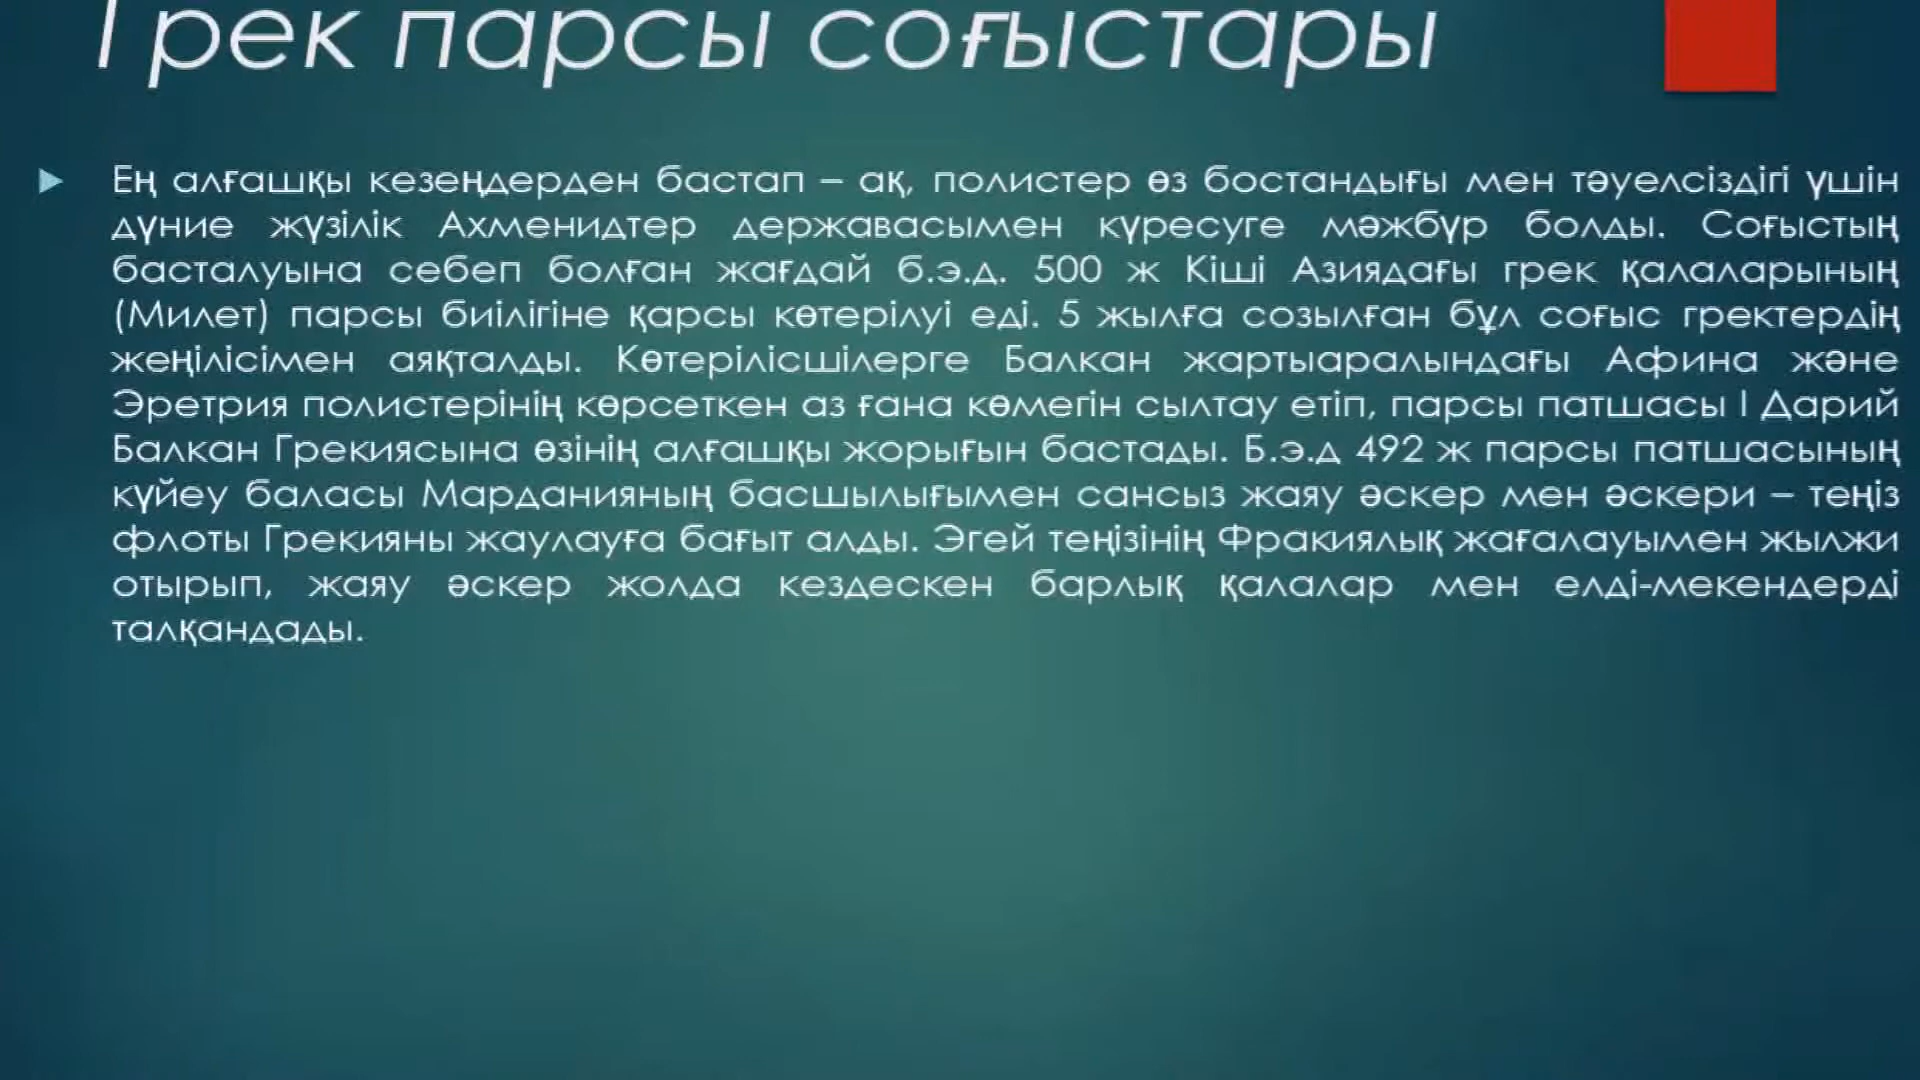 Грек парсы соғыстары
Ең алғашқы кезеңдерден бастап – ақ, полистер өз бостандығы мен тәуелсіздігі үшін
дүние жүзілік Ахменидтер державасымен күресуге мәжбүр болды. Соғыстың
басталуына себеп болған жағдай б.э.д. 500 ж Кіші Азиядағы грек қалаларының
(Милет) парсы билігіне қарсы көтерілуі еді. 5 жылға созылған бұл соғыс гректердің
жеңілісімен аяқталды. Көтерілісшілерге Балкан жартыаралындағы Афина және
Эретрия полистерінің көрсеткен аз ғана көмегін сылтау етіп, парсы патшасы І Дарий
Балкан Грекиясына өзінің алғашқы жорығын бастады. Б.э.д 492 ж парсы патшасының
күйеу баласы Марданияның басшылығымен сансыз жаяу әскер мен әскери – теңіз
флоты Грекияны жаулауға бағыт алды. Эгей теңізінің Фракиялық жағалауымен жылжи
отырып, жаяу әскер жолда кездескен барлық қалалар мен елді-мекендерді
талқандады.